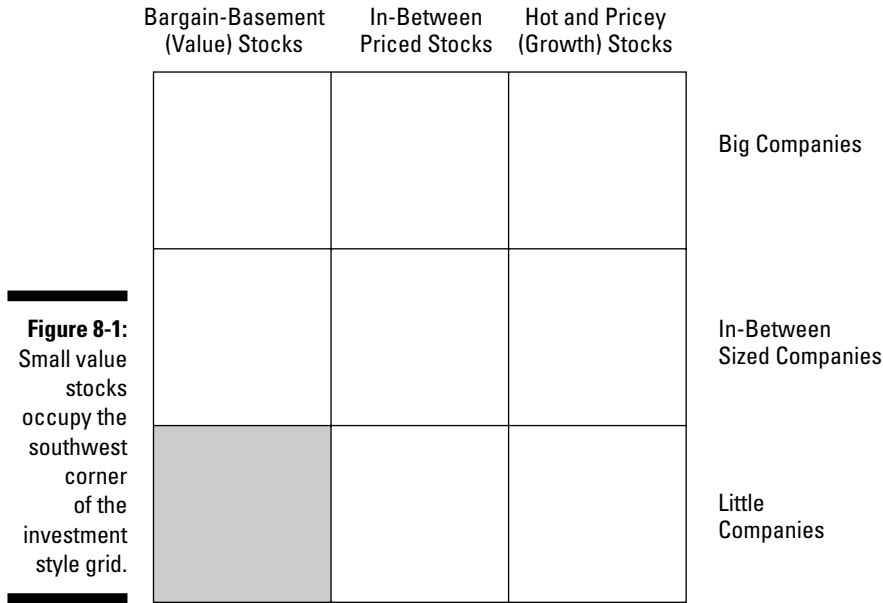 Bargain-Basement
(Value) Stocks
In-Between
Priced Stocks
Hot and Pricey
(Growth) Stocks
Big Companies
Figure 8-1:
Small value
stocks
occupy the
southwest
corner
of the
investment
style grid.
In-Between
Sized Companies
Little
Companies